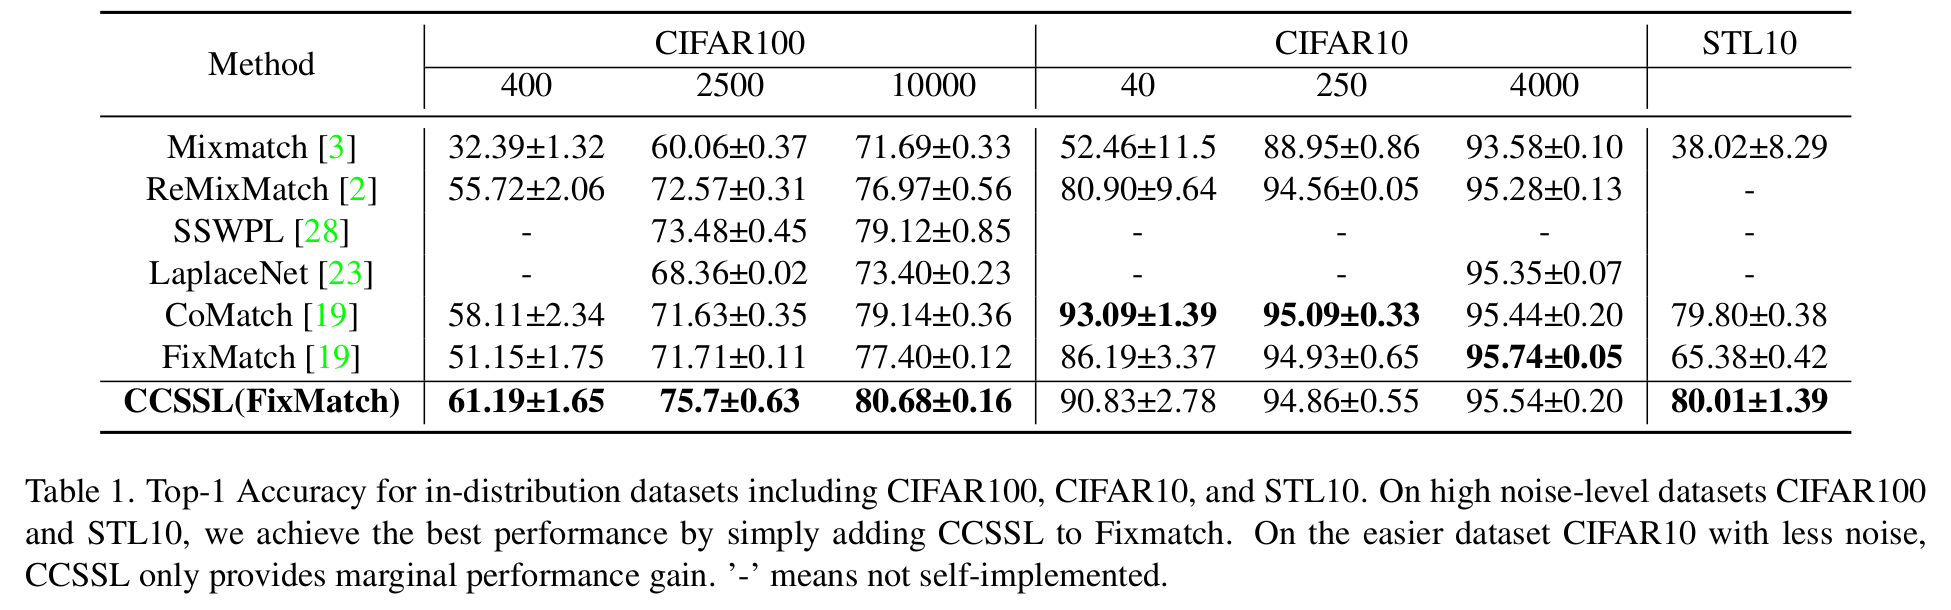 Method CIFAR100 CIFAR10 STL10
400 2500 10000 40 250 4000
Mixmatch [3] 32.39±1.32 60.06±0.37 71.69±0.33 52.46±11.5 88.95±0.86 93.58±0.10 38.02±8.29
ReMixMatch [2] 55.72±2.06 72.57±0.31 76.97±0.56 80.90±9.64 94.56±0.05 95.28±0.13 -
SSWPL [28] - 73.48±0.45 79.12±0.85 - - - -
LaplaceNet [23] - 68.36±0.02 73.40±0.23 - - 95.35±0.07 -
CoMatch [19] 58.11±2.34 71.63±0.35 79.14±0.36 93.09±1.39 95.09±0.33 95.44±0.20 79.80±0.38
FixMatch [19] 51.15±1.75 71.71±0.11 77.40±0.12 86.19±3.37 94.93±0.65 95.74±0.05 65.38±0.42
CCSSL(FixMatch) 61.19±1.65 75.7±0.63 80.68±0.16 90.83±2.78 94.86±0.55 95.54±0.20 80.01±1.39
Table 1. Top-1 Accuracy for in-distribution datasets including CIFAR100, CIFAR10, and STL10. On high noise-level datasets CIFAR100
and STL10, we achieve the best performance by simply adding CCSSL to Fixmatch. On the easier dataset CIFAR10 with less noise,
CCSSL only provides marginal performance gain. ’-’ means not self-implemented.